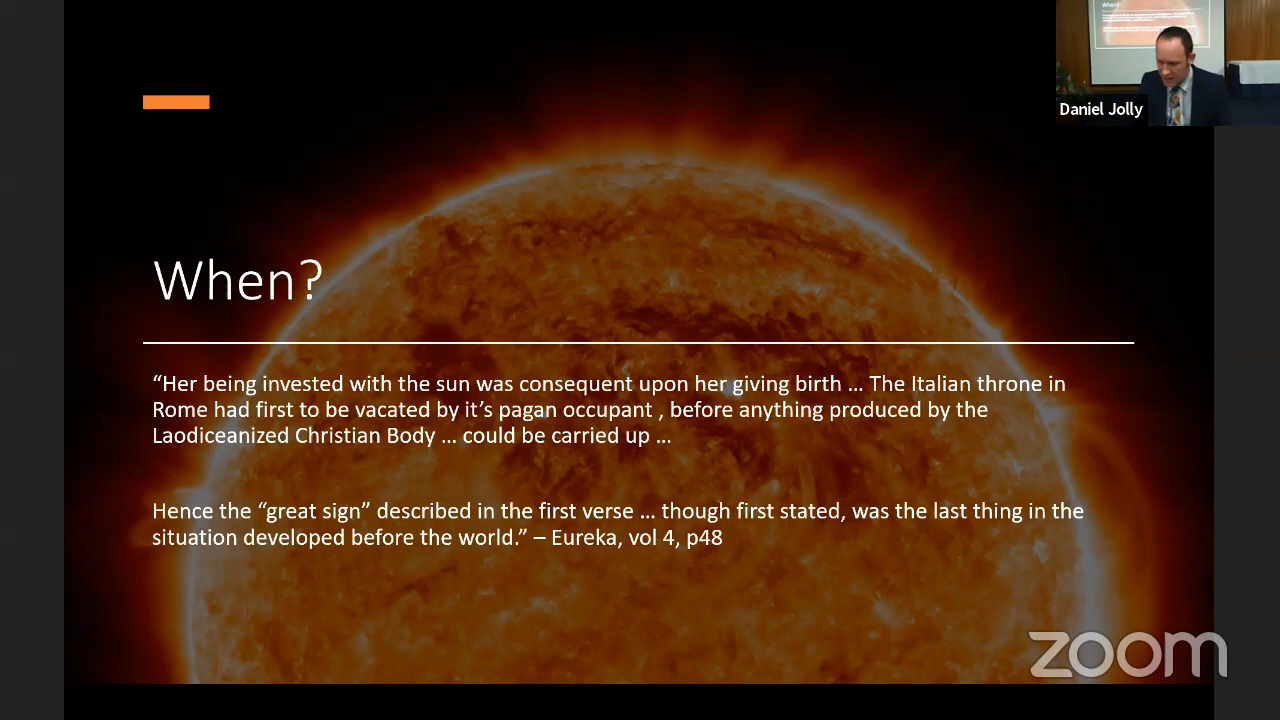 When?
Daniel Jolly
When?
“Her being invested with the sun was consequent upon her giving birth ... The Italian throne in
Rome had first to be vacated by it’s pagan occupant , before anything produced by the
Laodiceanized Christian Body ... could be carried up ...
Hence the “great sign” described in the first verse ... though first stated, was the last thing in the
situation developed before the world.” – Eureka, vol 4, p48
zoom